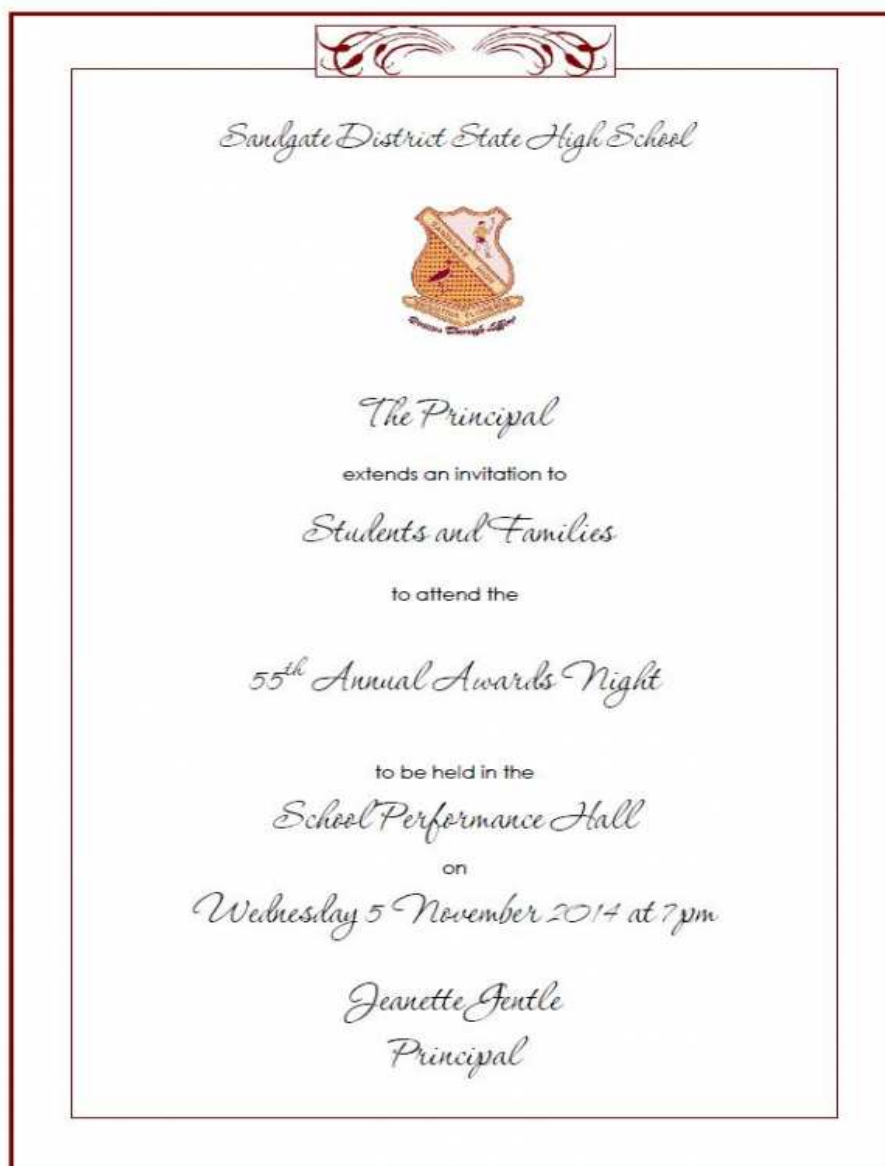 Sandgate District State High School
SANDGATE HIGH
The Principal
extends an invitation to
Students and Families
to attend the
55th Annual Awards Night
to be held in the
School Performance Hall
on
Wednesday 5 November 2014 at 7pm
Jeanette Gentle
Principal